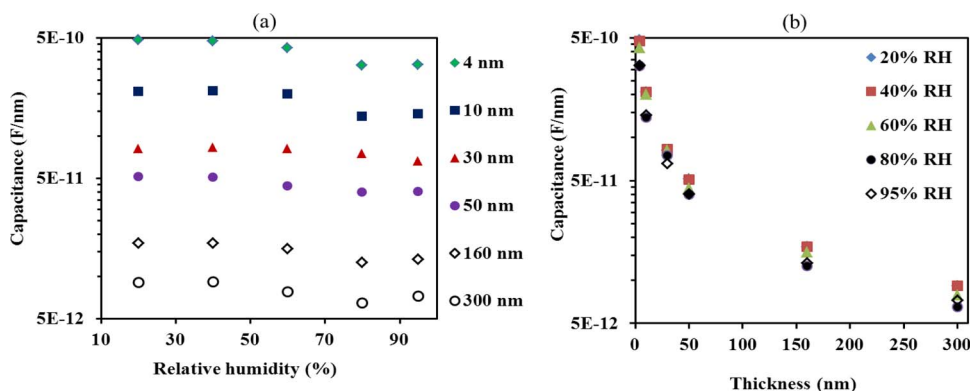 (a)
Capacitance (F/nm)
5E-10
5E-11
5E-12
10 30 50 70 90
Relative humidity (%)
4 nm
10 nm
30 nm
50 nm
160 nm
300 nm
(b)
Capacitance (F/nm)
5E-10
5E-11
5E-12
0 50 100 150 200 250 300
Thickness (nm)
20% RH
40% RH
60% RH
80% RH
95% RH